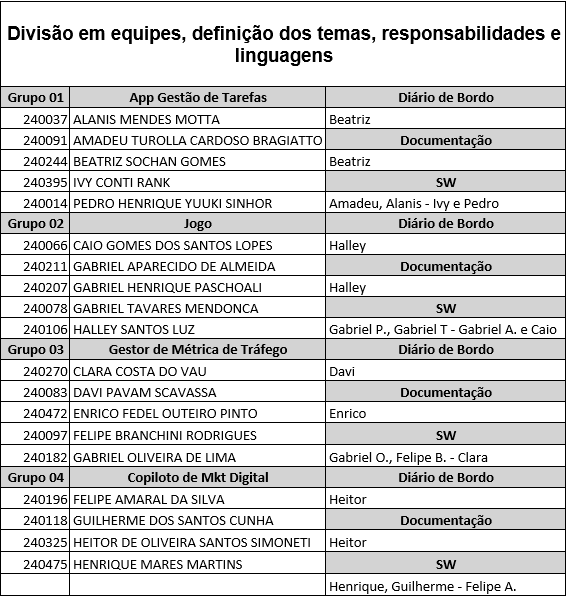 Divisão em equipes, definição dos temas, responsabilidades e
linguagens
Grupo 01 App Gestão de Tarefas Diário de Bordo
240037 ALANIS MENDES MOTTA Beatriz
240091 AMADEU TUROLLA CARDOSO BRAGIATTO Documentação
240244 BEATRIZ SOCHAN GOMES Beatriz
240395 IVY CONTI RANK SW
240014 PEDRO HENRIQUE YUUKI SINHOR Amadeu, Alanis - Ivy e Pedro
Grupo 02 Jogo Diário de Bordo
240066 CAIO GOMES DOS SANTOS LOPES Halley
240211 GABRIEL APARECIDO DE ALMEIDA Documentação
240207 GABRIEL HENRIQUE PASCHOALI Halley
240078 GABRIEL TAVARES MENDONCA SW
240106 HALLEY SANTOS LUZ Gabriel P., Gabriel T - Gabriel A. e Caio
Grupo 03 Gestor de Métrica de Tráfego Diário de Bordo
240270 CLARA COSTA DO VAU Davi
240083 DAVI PAVAM SCAVASSA Documentação
240472 ENRICO FEDEL OUTEIRO PINTO Enrico
240097 FELIPE BRANCHINI RODRIGUES SW
240182 GABRIEL OLIVEIRA DE LIMA Gabriel O., Felipe B. - Clara
Grupo 04 Copiloto de Mkt Digital Diário de Bordo
240196 FELIPE AMARAL DA SILVA Heitor
240118 GUILHERME DOS SANTOS CUNHA Documentação
240325 HEITOR DE OLIVEIRA SANTOS SIMONETI Heitor
240475 HENRIQUE MARES MARTINS SW
Henrique, Guilherme - Felipe A.